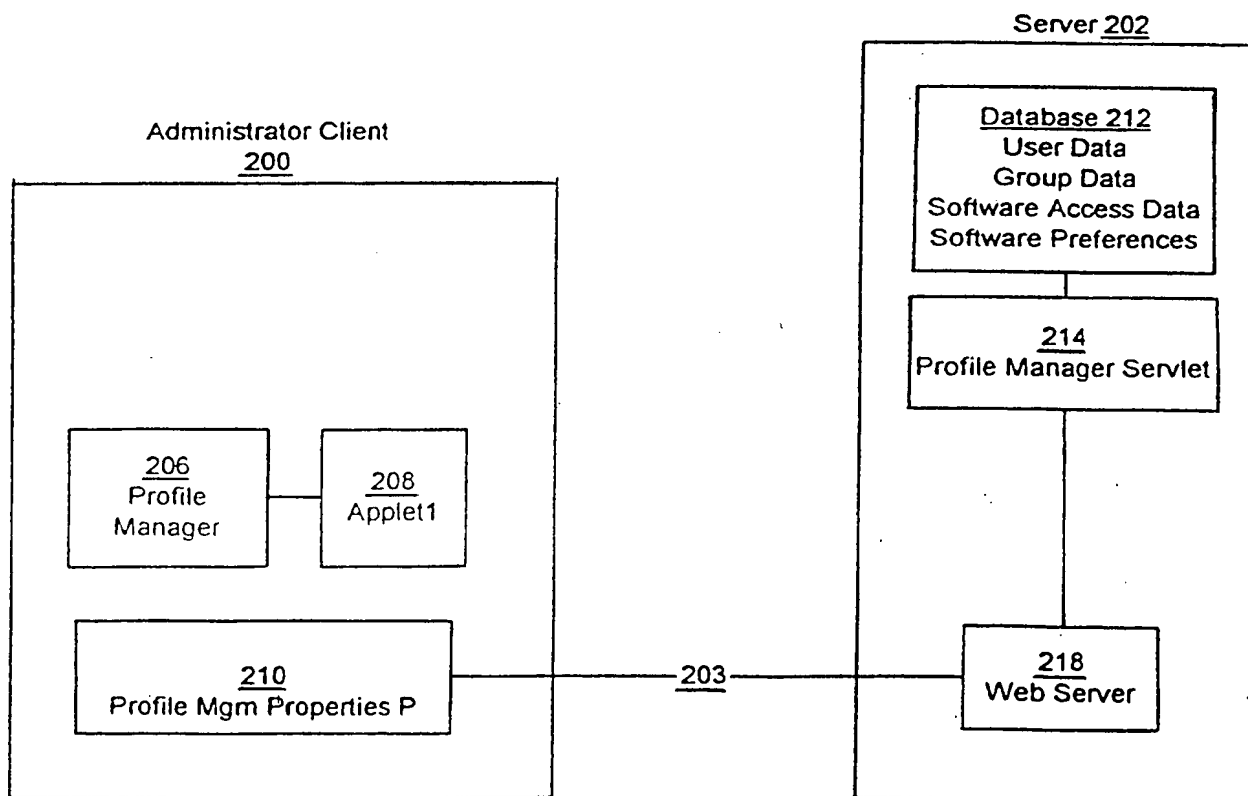 Server 202
Database 212
User Data
Group Data
Software Access Data
Software Preferences
214
Profile Manager Servlet
218
Web Server
Administrator Client
200
206
Profile
Manager
208
Applet1
210
Profile Mgm Properties P
203